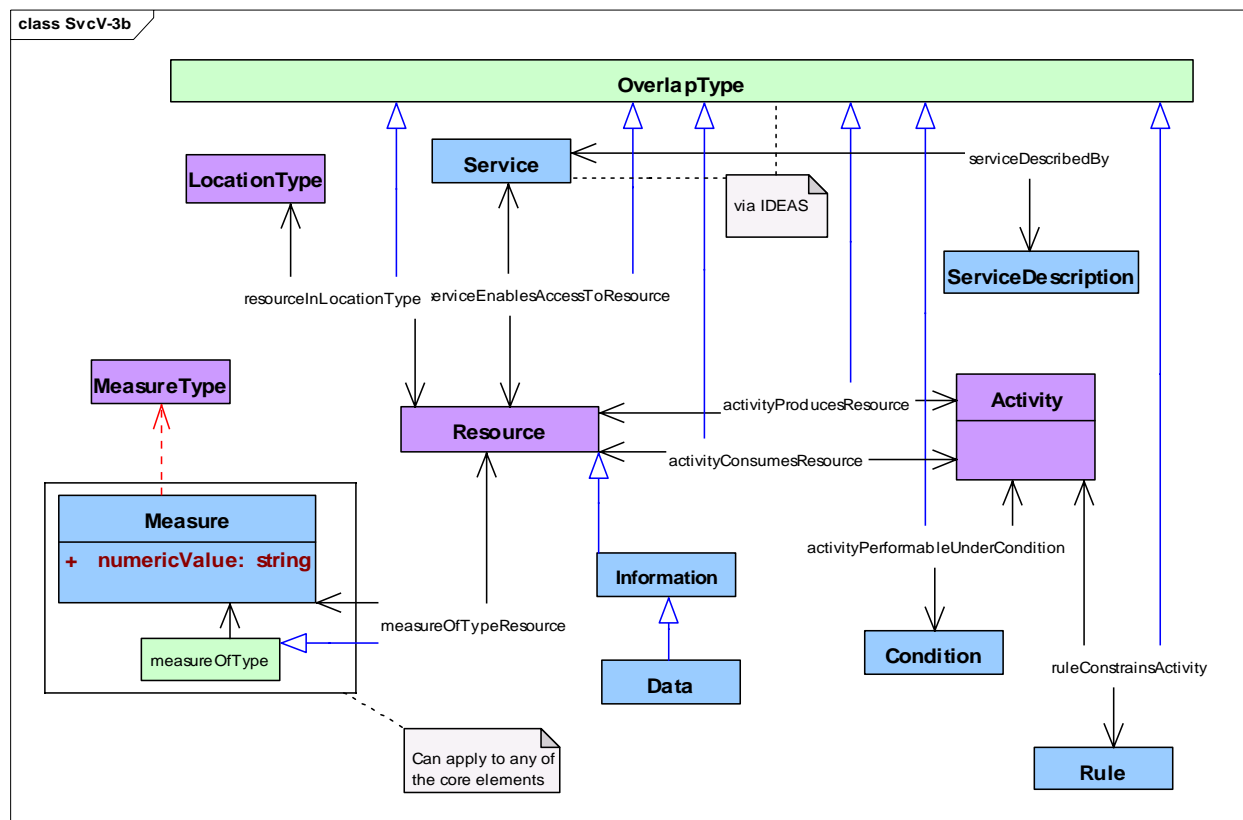 class SvcV-3b
OverlapType
Service
serviceDescribedBy
LocationType
via IDEAS
ServiceDescription
resourceInLocationType
erviceEnablesAccessToResource
MeasureType
Activity
activityProducesResource
Resource
activityConsumesResource
Measure
+ numericValue: string
activityPerformableUnderCondition
Information
measureOfTypeResource
measureOfType
Condition
ruleConstrainsActivity
Data
Can apply to any of
the core elements
Rule